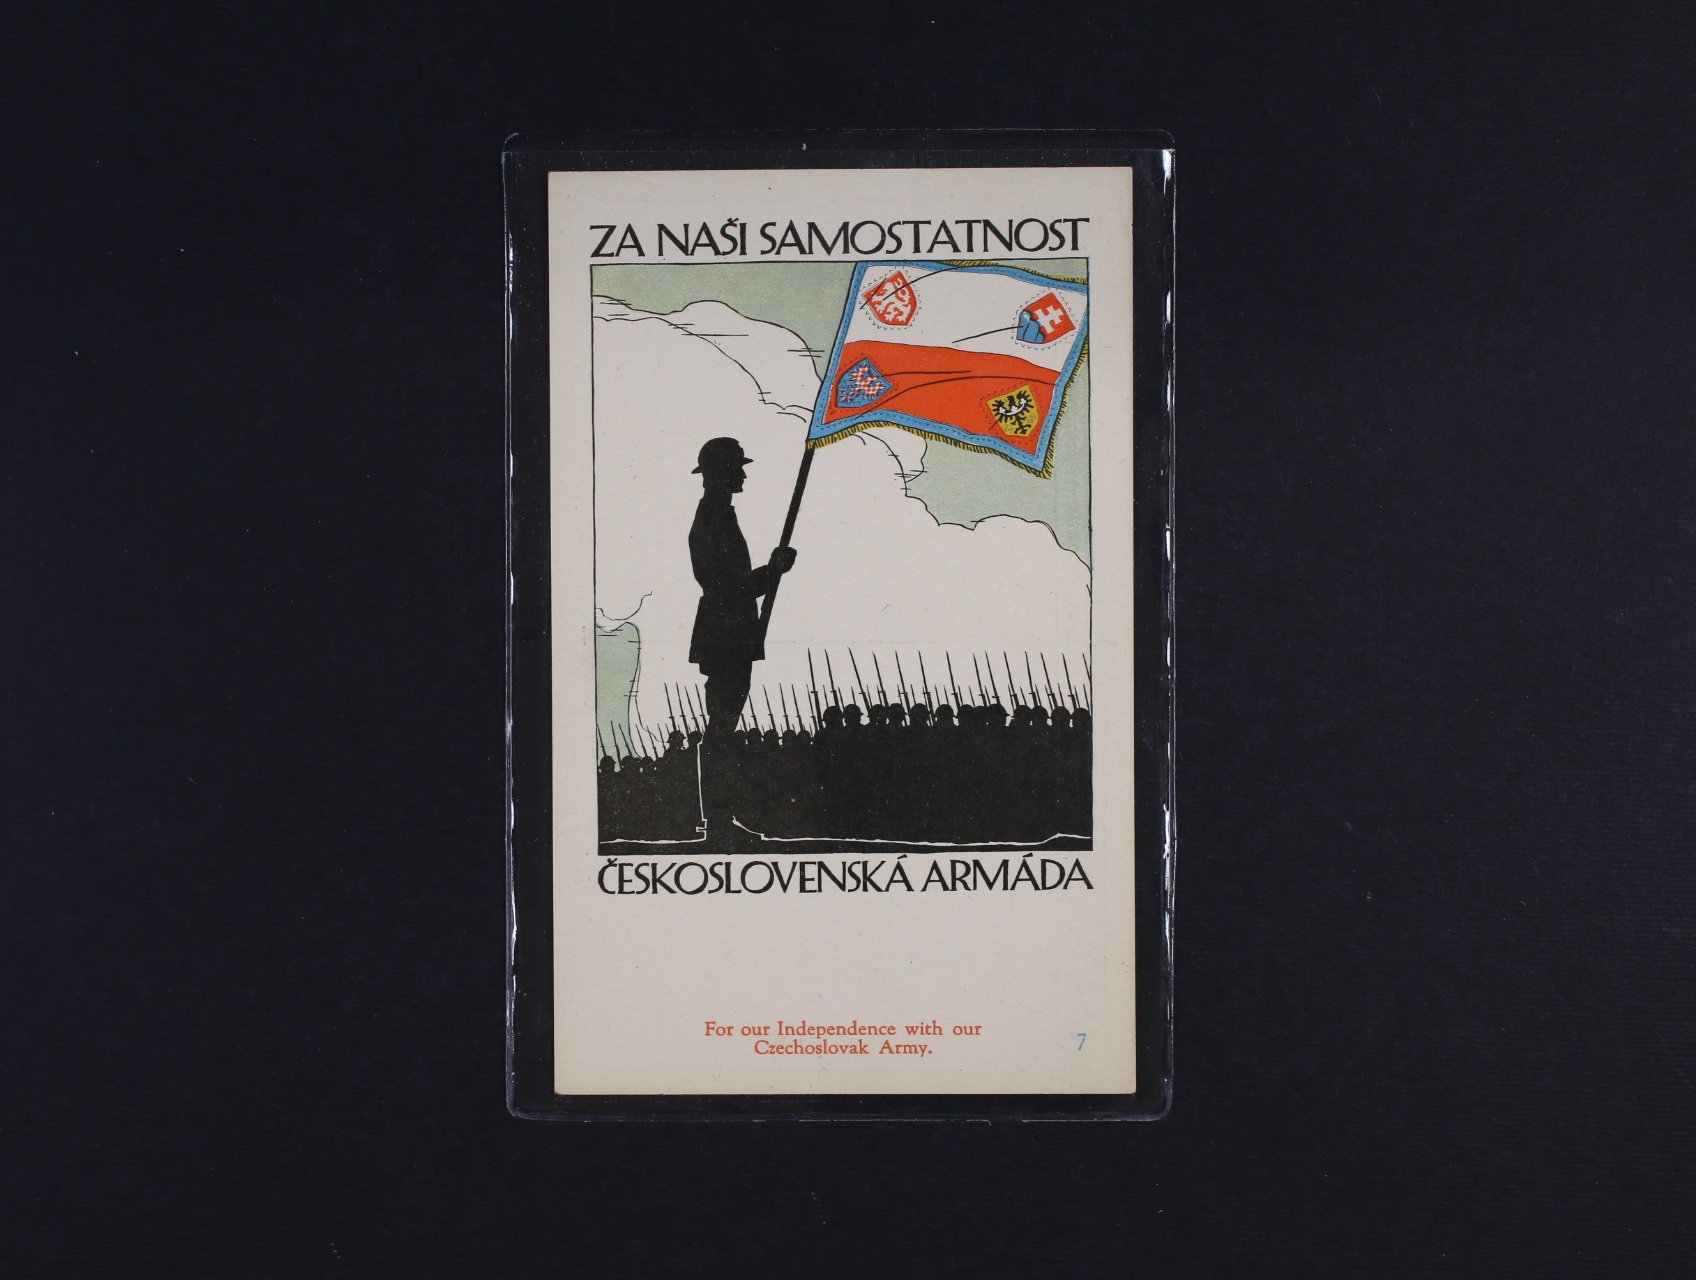 ZA NAŠI SAMOSTATNOST
ČESKOSLOVENSKÁ ARMÁDA
For our Independence with our
Czechoslovak Army.
7